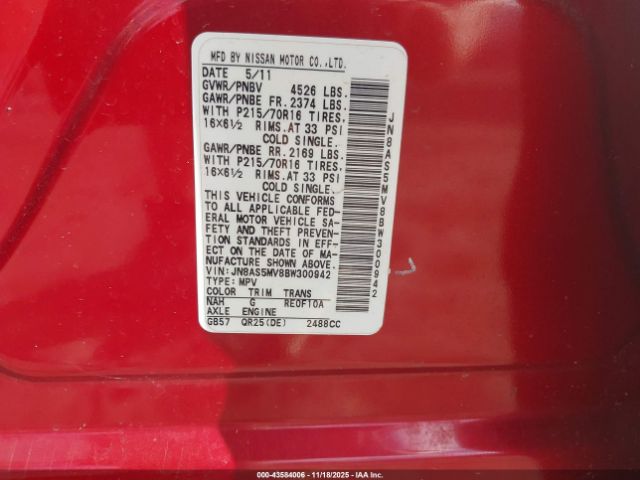 MFD BY NISSAN MOTOR CO.,LTD.
DATE 5/11
GVWR/PNBV 4526 LBS.
GAWR/PNBE FR. 2374 LBS.
WITH P215/70R16 TIRES.
16×6½ RIMS.AT 33 PSI
COLD SINGLE.
GAWR/PNBE RR. 2169 LBS.
WITH P215/70R16 TIRES.
16×6½ RIMS.AT 33 PSI
COLD SINGLE.
THIS VEHICLE CONFORMS
TO ALL APPLICABLE FED-
ERAL MOTOR VEHICLE SA-
FETY AND THEFT PREVEN-
TION STANDARDS IN EFF-
ECT ON THE DATE OF MA-
NUFACTURE SHOWN ABOVE.
VIN: JN8AS5MV8BW300942
TYPE: MPV
COLOR TRIM TRANS
NAH G RE0F10A
AXLE ENGINE
GB57 QR25(DE) 2488CC
JN8AS5MV8BW300942
000-43584006 - 11/18/2025 - IAAI, Inc.